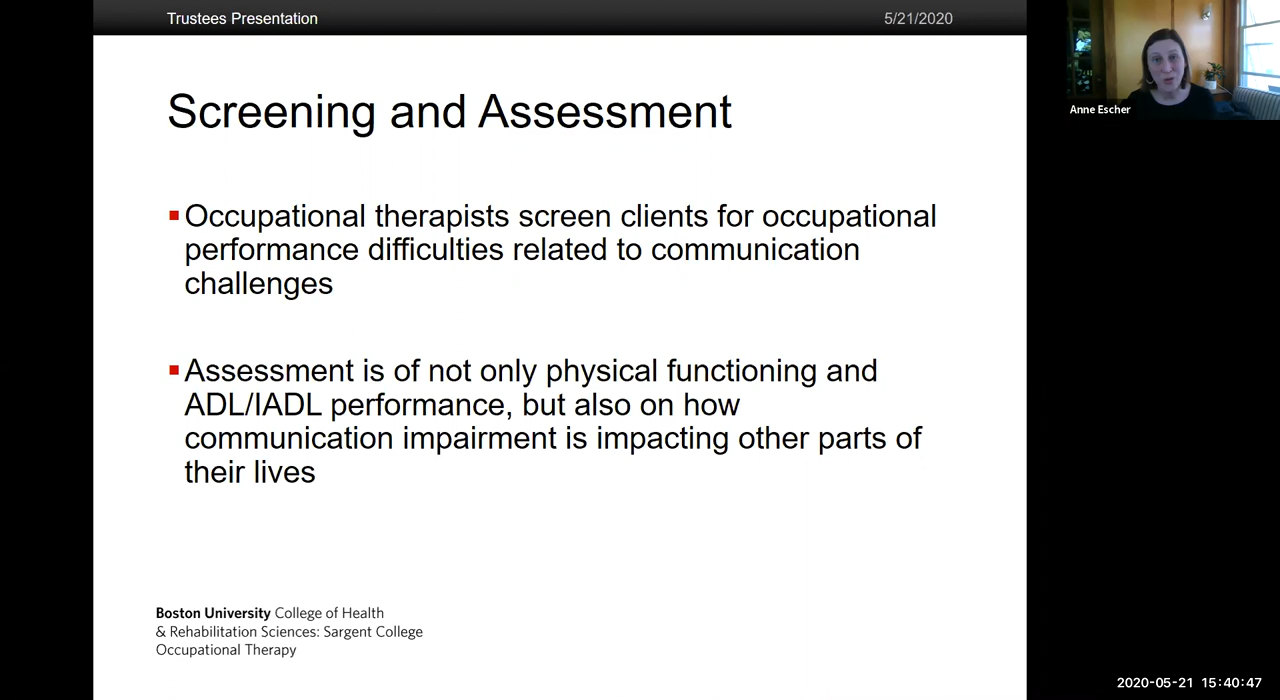 Trustees Presentation
5/21/2020
Anne Escher
Screening and Assessment
Occupational therapists screen clients for occupational
performance difficulties related to communication
challenges
Assessment is of not only physical functioning and
ADL/IADL performance, but also on how
communication impairment is impacting other parts of
their lives
Boston University College of Health
& Rehabilitation Sciences: Sargent College
Occupational Therapy
2020-05-21 15:40:47